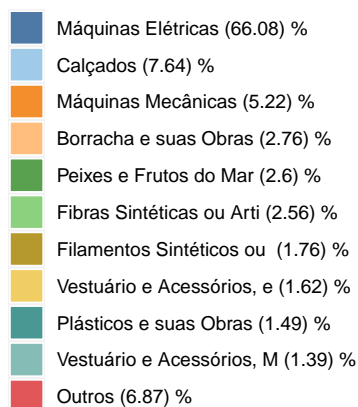 Máquinas Elétricas (66.08) %
Calçados (7.64) %
Máquinas Mecânicas (5.22) %
Borracha e suas Obras (2.76) %
Peixes e Frutos do Mar (2.6) %
Fibras Sintéticas ou Arti (2.56) %
Filamentos Sintéticos ou  (1.76) %
Vestuário e Acessórios, e (1.62) %
Plásticos e suas Obras (1.49) %
Vestuário e Acessórios, M (1.39) %
Outros (6.87) %